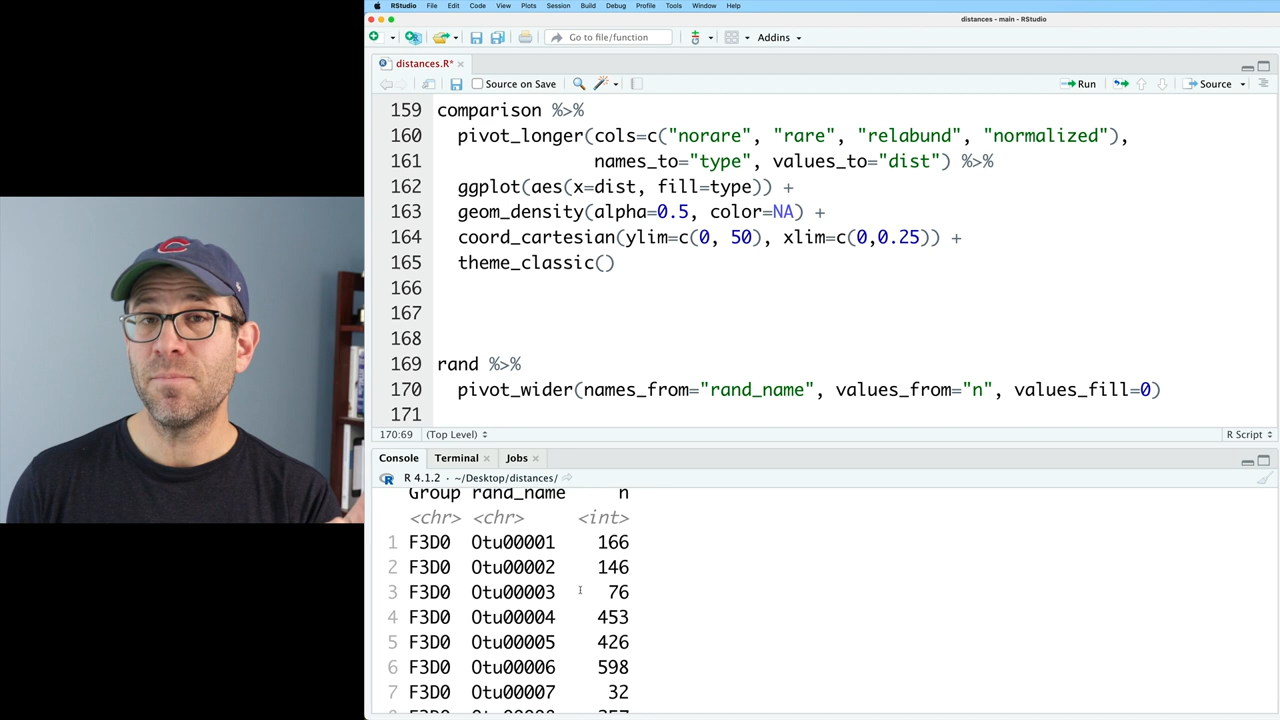 RStudio File Edit Code View Plots Session Build Debug Profile Tools Window Help
distances - main - RStudio
Go to file/function Addins
distances.R*
Source on Save Run Source
159 comparison %>%
160 pivot_longer(cols=c("norare", "rare", "relabund", "normalized"),
161 names_to="type", values_to="dist") %>%
162 ggplot(aes(x=dist, fill=type)) +
163 geom_density(alpha=0.5, color=NA) +
164 coord_cartesian(ylim=c(0, 50), xlim=c(0,0.25)) +
165 theme_classic()
166
167
168
169 rand %>%
170 pivot_wider(names_from="rand_name", values_from="n", values_fill=0)
171
170:69 (Top Level) R Script
Console Terminal Jobs
R 4.1.2 · ~/Desktop/distances/
Group rand_name n
<chr> <chr> <int>
1 F3D0 Otu00001 166
2 F3D0 Otu00002 146
3 F3D0 Otu00003 76
4 F3D0 Otu00004 453
5 F3D0 Otu00005 426
6 F3D0 Otu00006 598
7 F3D0 Otu00007 32